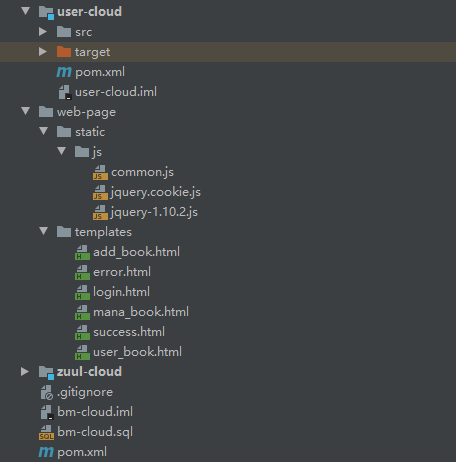 user-cloud
src
target
pom.xml
user-cloud.iml
web-page
static
js
common.js
jquery.cookie.js
jquery-1.10.2.js
templates
add_book.html
error.html
login.html
mana_book.html
success.html
user_book.html
zuul-cloud
.gitignore
bm-cloud.iml
bm-cloud.sql
pom.xml